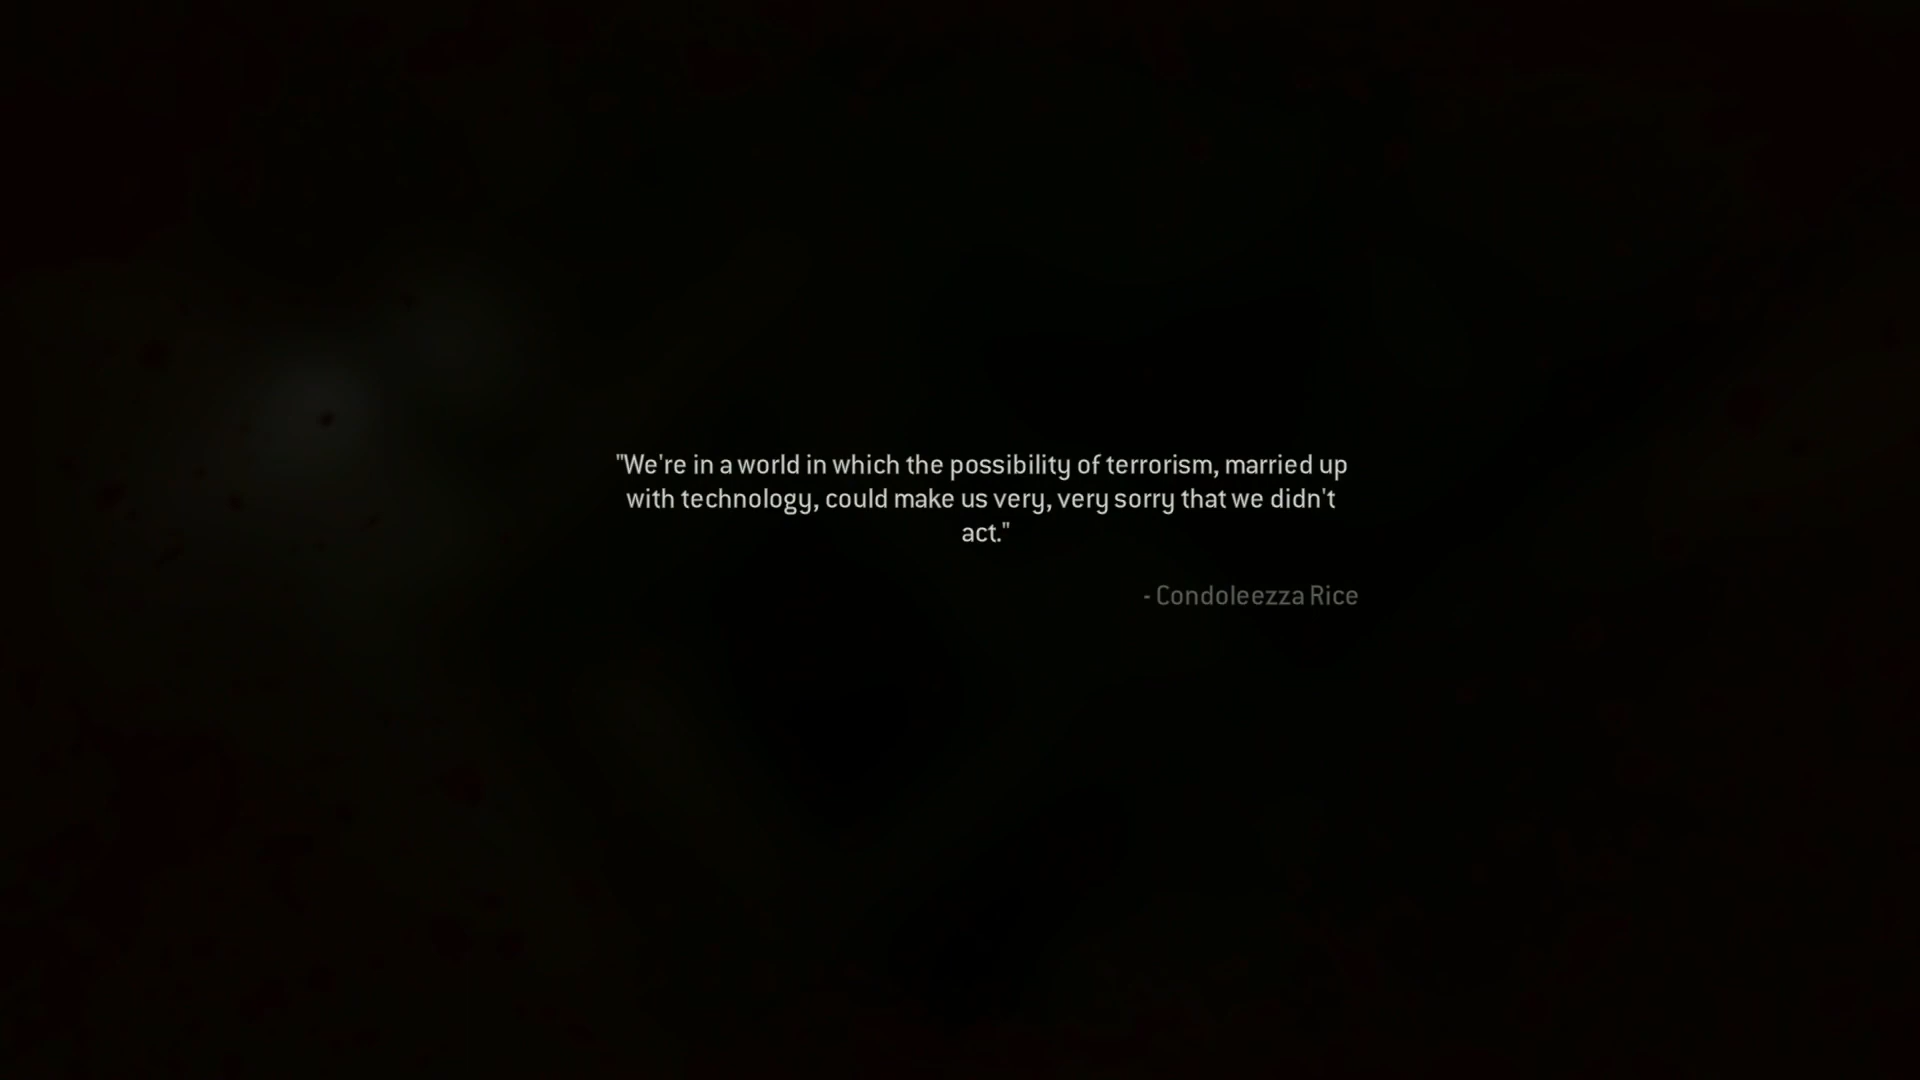 "We're in a world in which the possibility of terrorism, married up
with technology, could make us very, very sorry that we didn't
act."
- Condoleezza Rice